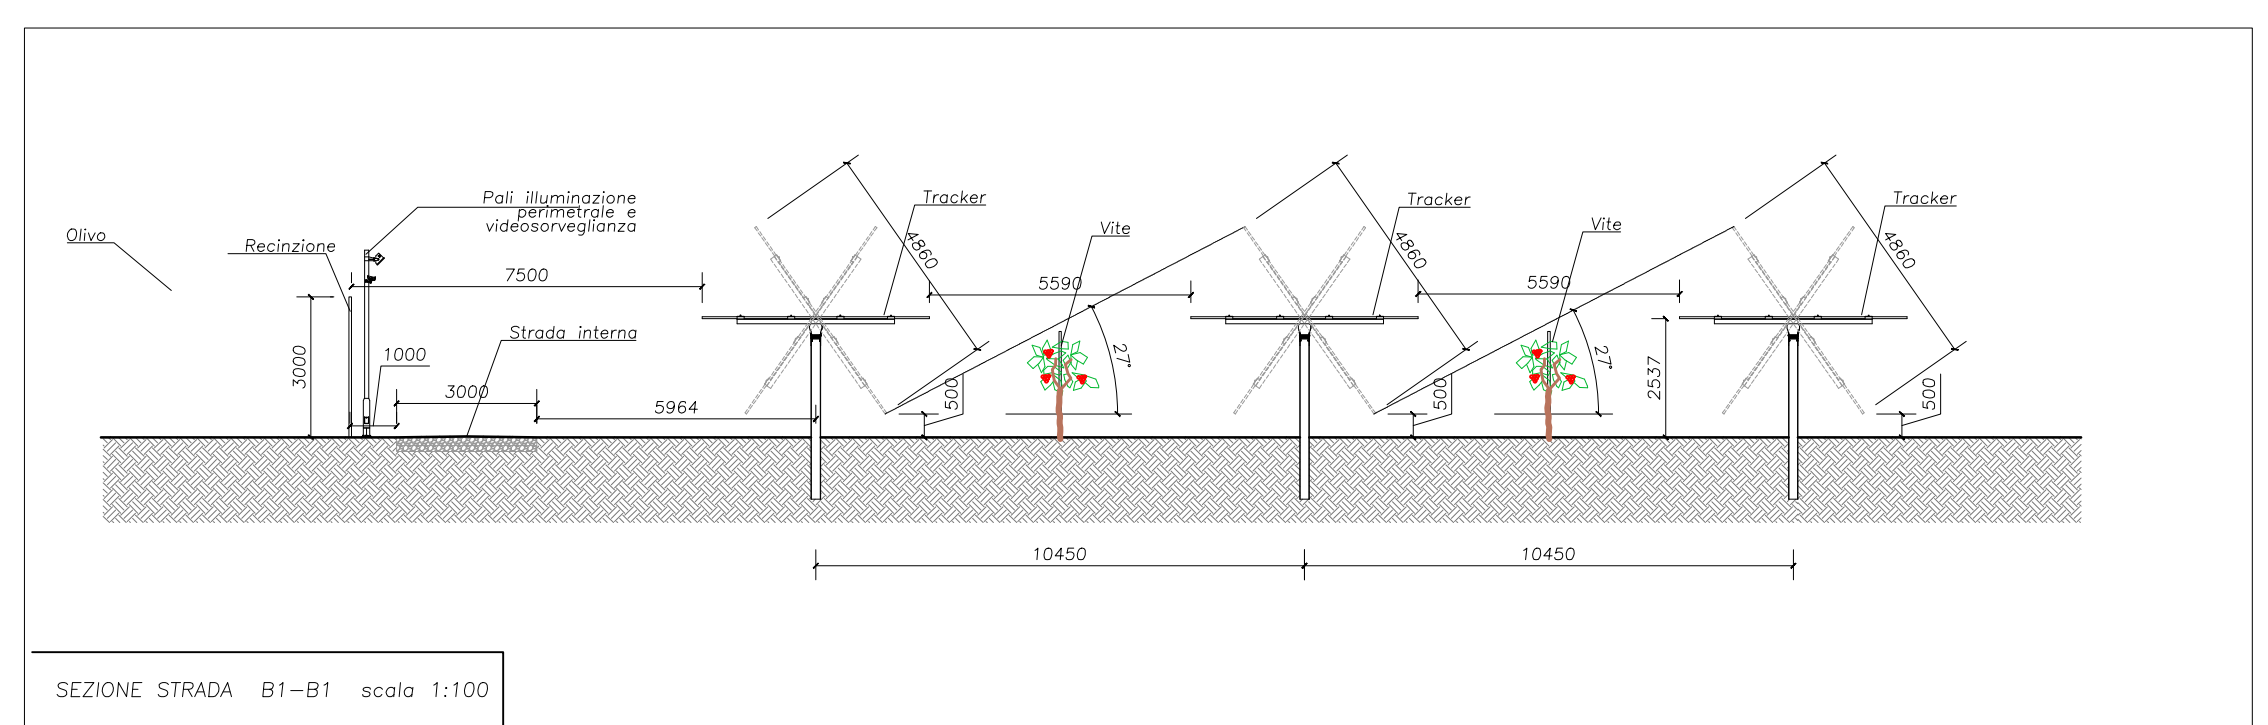 Pali illuminazione
perimetrale e
videosorveglianza
Tracker
Tracker
Tracker
Vite
Vite
Olivo
Recinzione
4860
4860
4860
7500
5590
5590
Strada interna
3000
1000
3000
5964
27°
27°
2537
500
500
500
10450
10450
SEZIONE STRADA B1-B1 scala 1:100